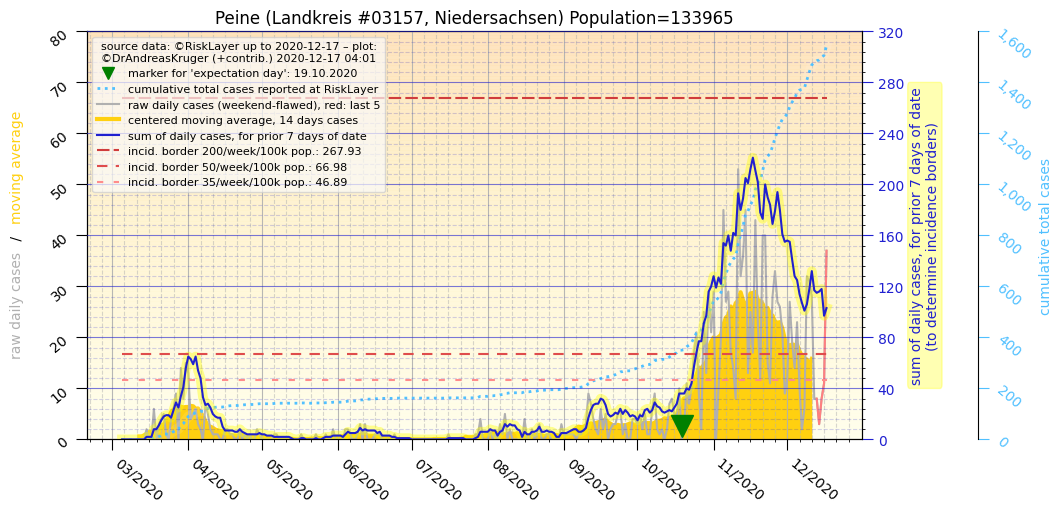 Peine (Landkreis #03157, Niedersachsen) Population=133965
source data: ©RiskLayer up to 2020-12-17 – plot:
©DrAndreasKruger (+contrib.) 2020-12-17 04:01
marker for 'expectation day': 19.10.2020
cumulative total cases reported at RiskLayer
raw daily cases (weekend-flawed), red: last 5
centered moving average, 14 days cases
sum of daily cases, for prior 7 days of date
incid. border 200/week/100k pop.: 267.93
incid. border 50/week/100k pop.: 66.98
incid. border 35/week/100k pop.: 46.89
raw daily cases / moving average
80
70
60
50
40
30
20
10
0
03/2020
04/2020
05/2020
06/2020
07/2020
08/2020
09/2020
10/2020
11/2020
12/2020
320
280
240
200
160
120
80
40
0
sum of daily cases, for prior 7 days of date
(to determine incidence borders)
1,600
1,400
1,200
1,000
800
600
400
200
0
cumulative total cases